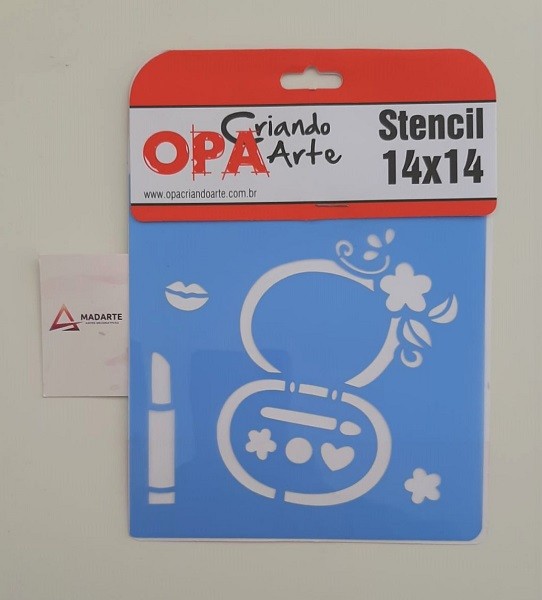 OPA Criando Arte
Stencil
14x14
www.opacriandoarte.com.br
MADARTE